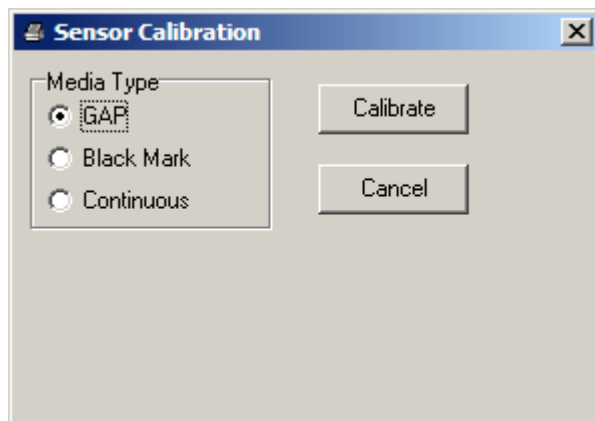 Sensor Calibration
Media Type
GAP
Black Mark
Continuous
Calibrate
Cancel